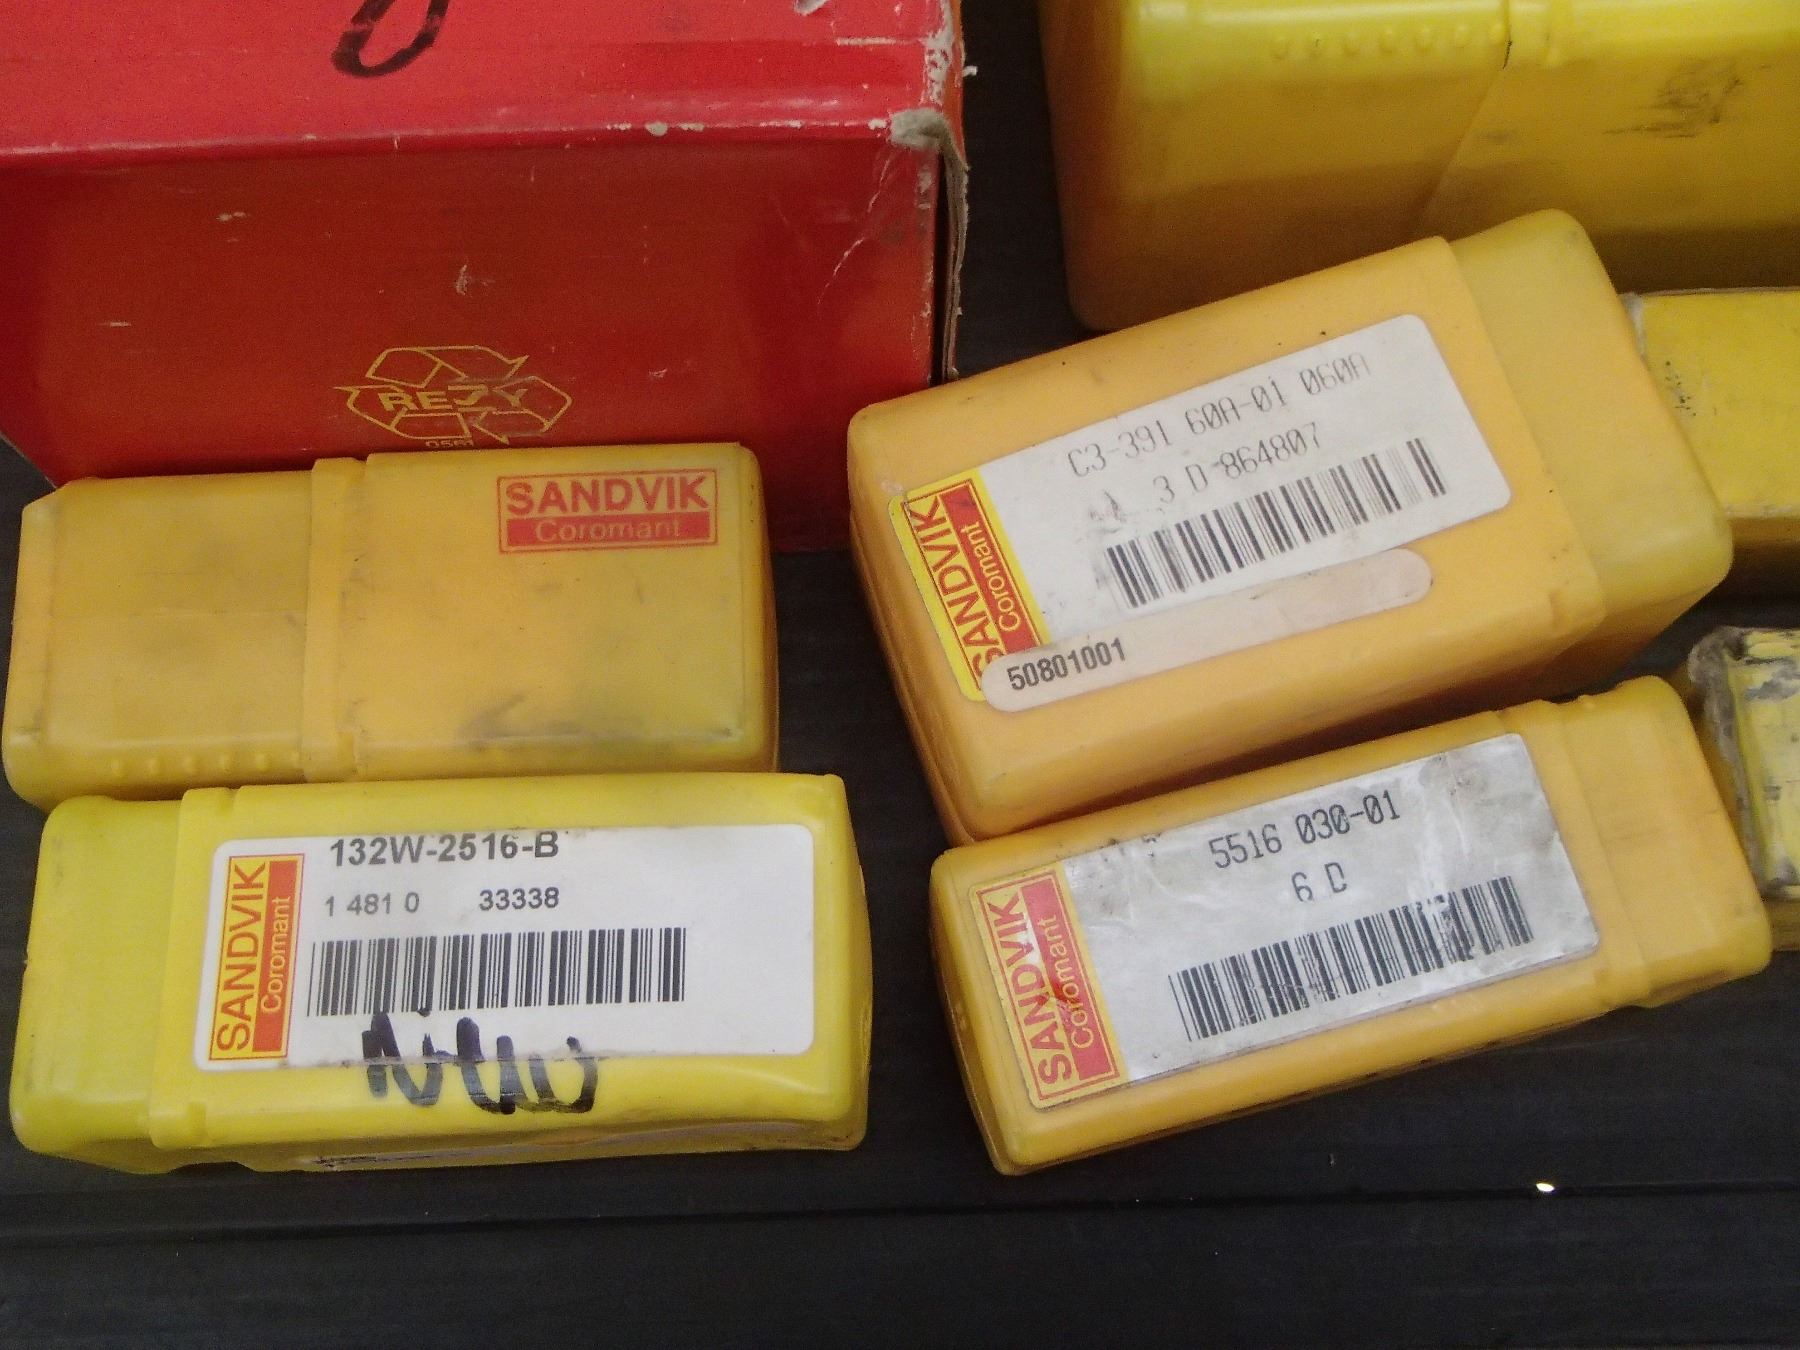 REJY
SANDVIK
Coromant
C3-391 60A-01 060A
3 D-864807
SANDVIK
Coromant
50801001
132W-2516-B
1 481 0 33338
SANDVIK
Coromant
5516 030-01
6 D
SANDVIK
Coromant